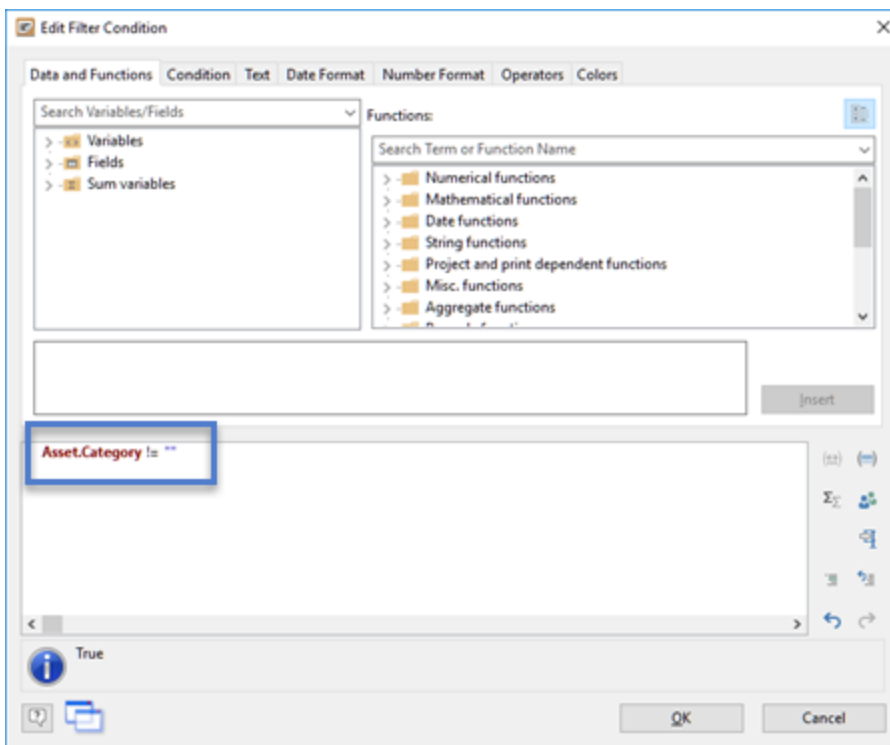 Edit Filter Condition
Data and Functions Condition Text Date Format Number Format Operators Colors
Search Variables/Fields
Functions:
Variables
Fields
Sum variables
Search Term or Function Name
Numerical functions
Mathematical functions
Date functions
String functions
Project and print dependent functions
Misc. functions
Aggregate functions
Insert
Asset.Category != ""
True
OK
Cancel